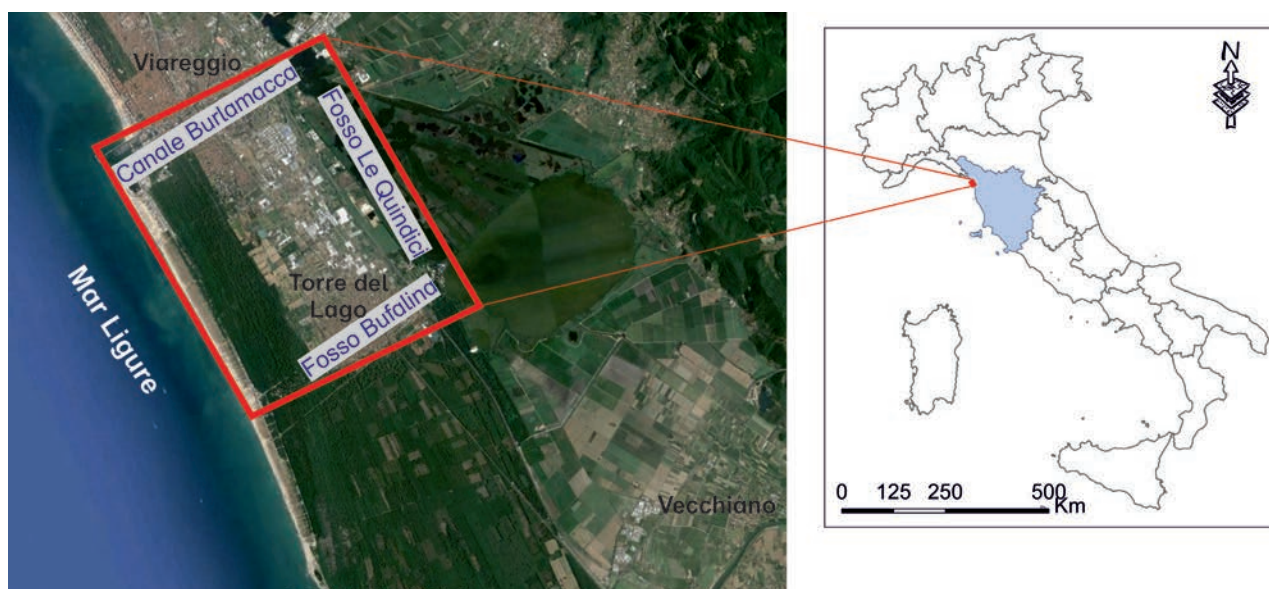 Viareggio
Canale Burlamacca
Fosso Le Quindici
Mar Ligure
Torre del
Lago
Fosso Bufalina
Vecchiano
N
0 125 250 500
Km